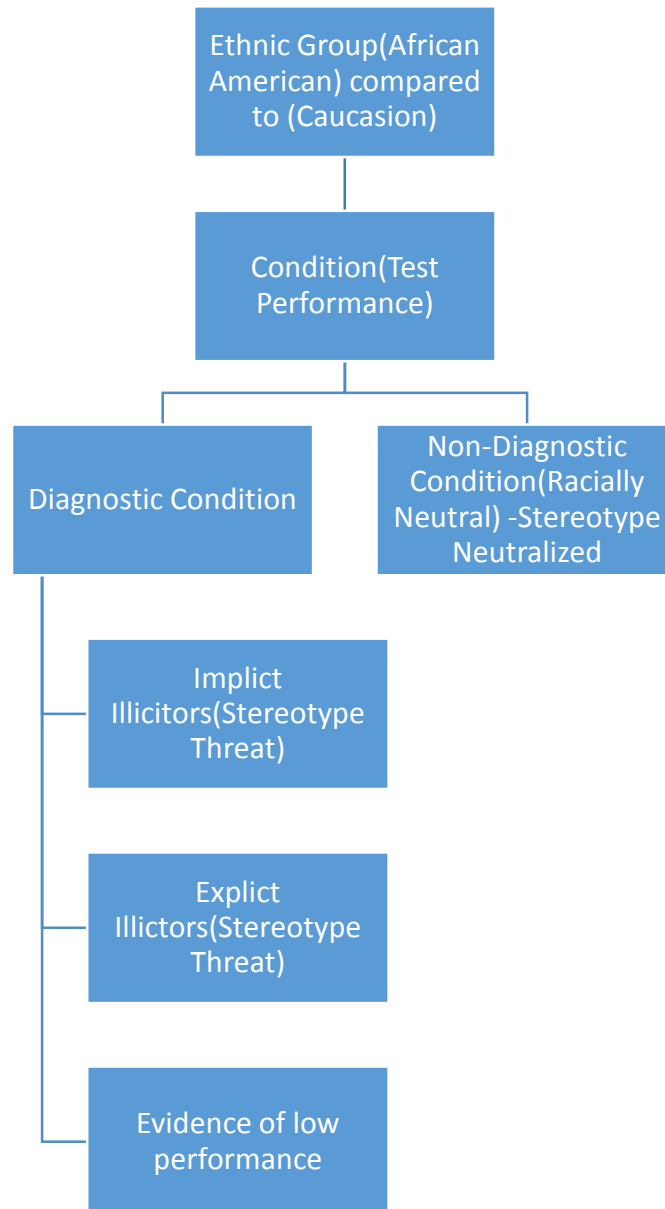 Ethnic Group(African
American) compared
to (Caucasion)
Condition(Test
Performance)
Diagnostic Condition
Non-Diagnostic
Condition(Racially
Neutral) -Stereotype
Neutralized
Implict
Illicitors(Stereotype
Threat)
Explict
Illictors(Stereotype
Threat)
Evidence of low
performance